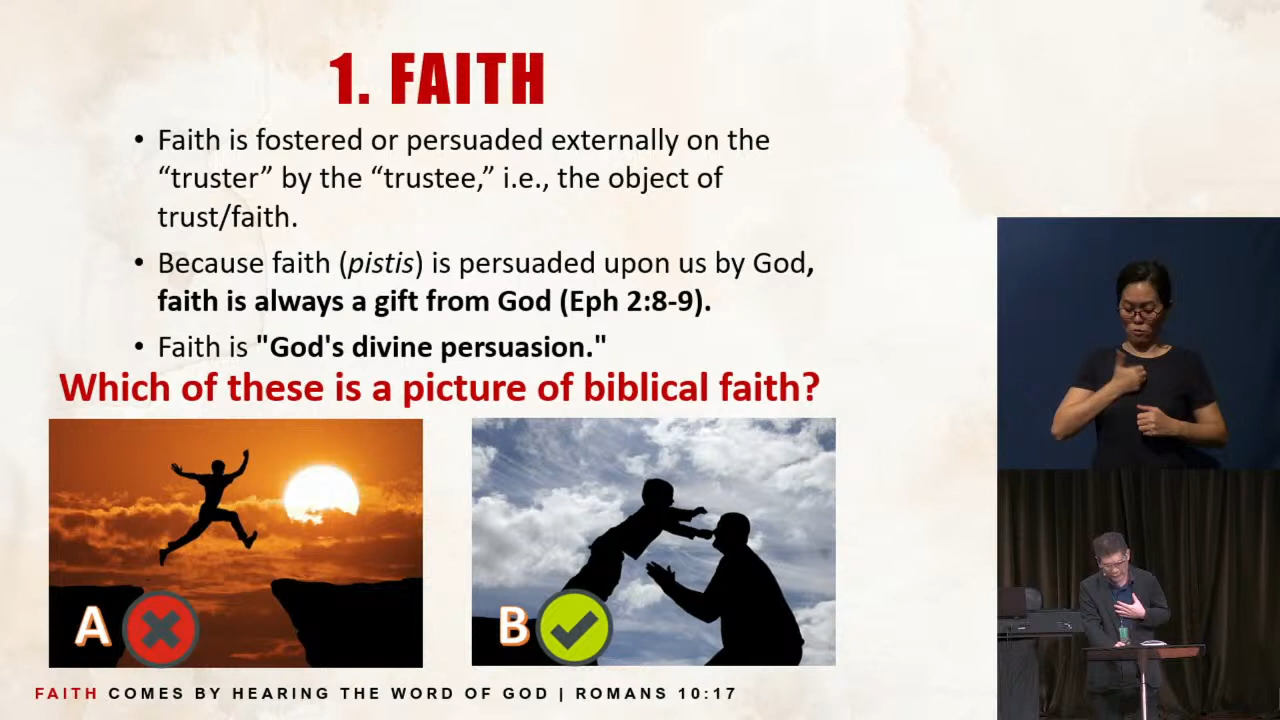 1. FAITH
• Faith is fostered or persuaded externally on the
“truster” by the “trustee,” i.e., the object of
trust/faith.
• Because faith (pistis) is persuaded upon us by God,
faith is always a gift from God (Eph 2:8-9).
• Faith is "God's divine persuasion."
Which of these is a picture of biblical faith?
A
B
FAITH COMES BY HEARING THE WORD OF GOD | ROMANS 10:17